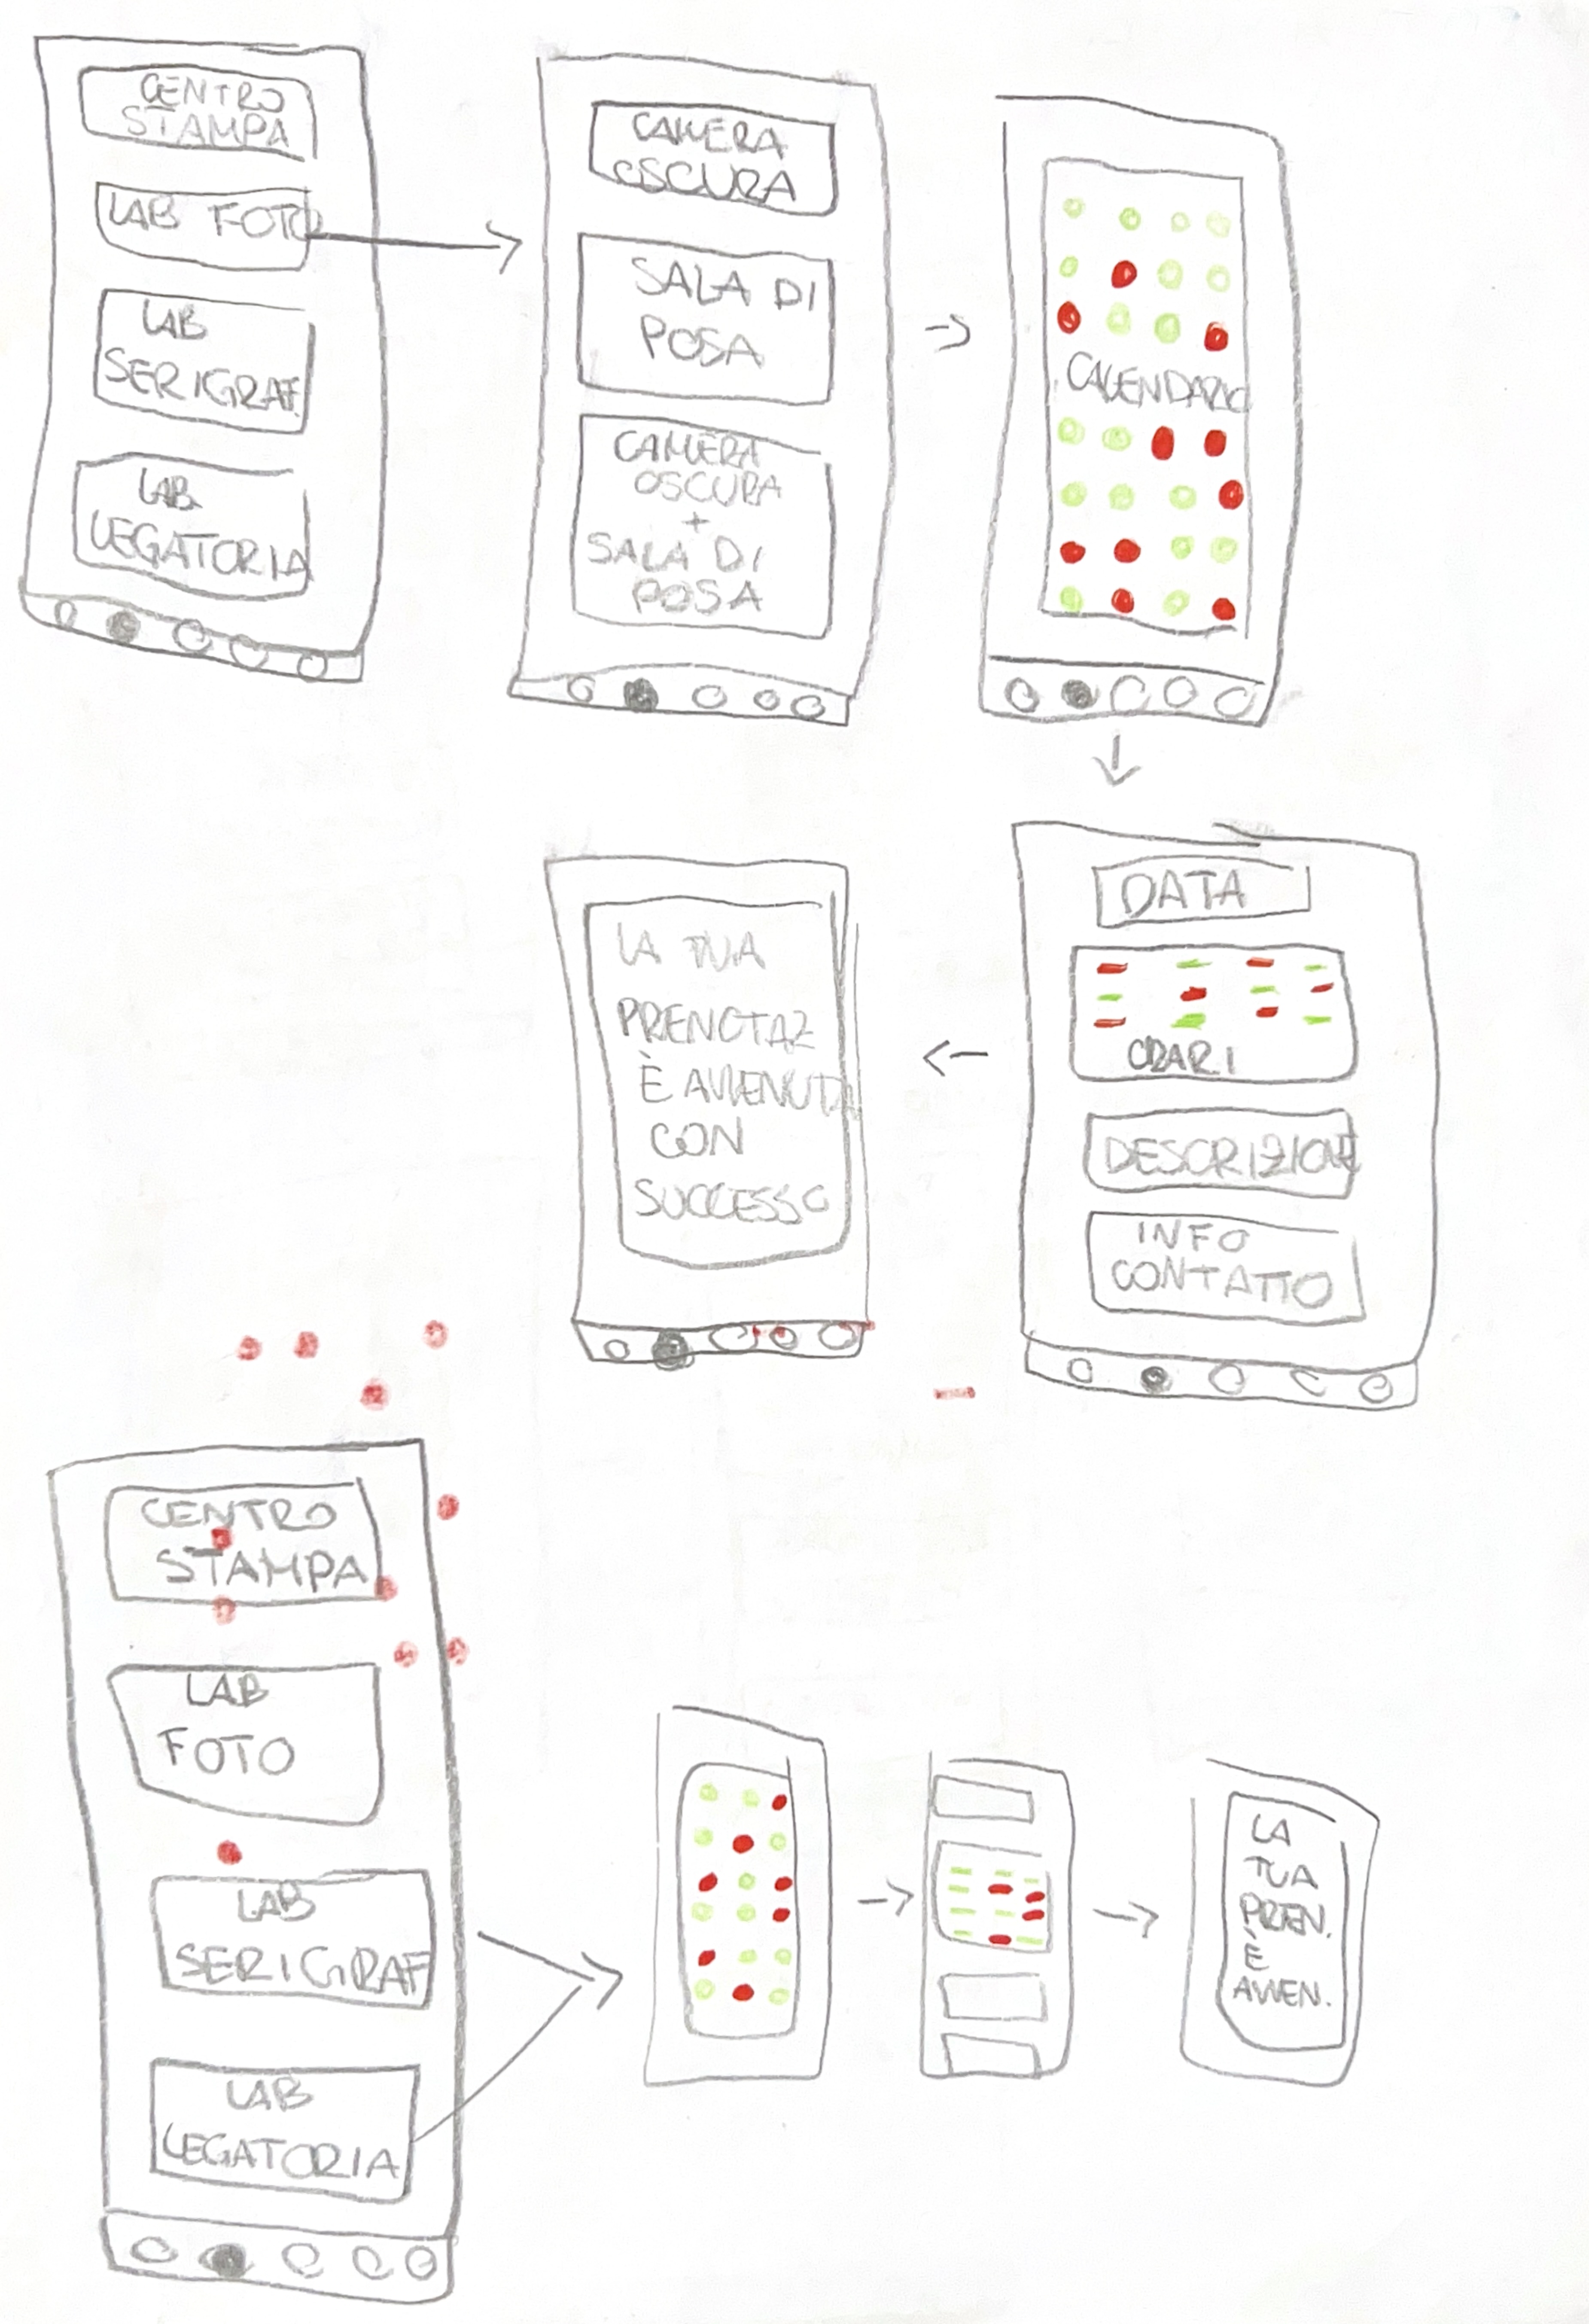 CENTRO
STAMPA
LAB FOTO
LAB
SERIGRAF.
LAB
LEGATORIA
CAMERA
OSCURA
SALA DI
POSA
CAMERA
OSCURA
+
SALA DI
POSA
CALENDARIO
DATA
ORARI
DESCRIZIONE
INFO
CONTATTO
LA TUA
PRENOTAZ
È AVVENUTA
CON
SUCCESSO
CENTRO
STAMPA
LAB
FOTO
LAB
SERIGRAF
LAB
LEGATORIA
LA
TUA
PREN.
È
AVVEN.